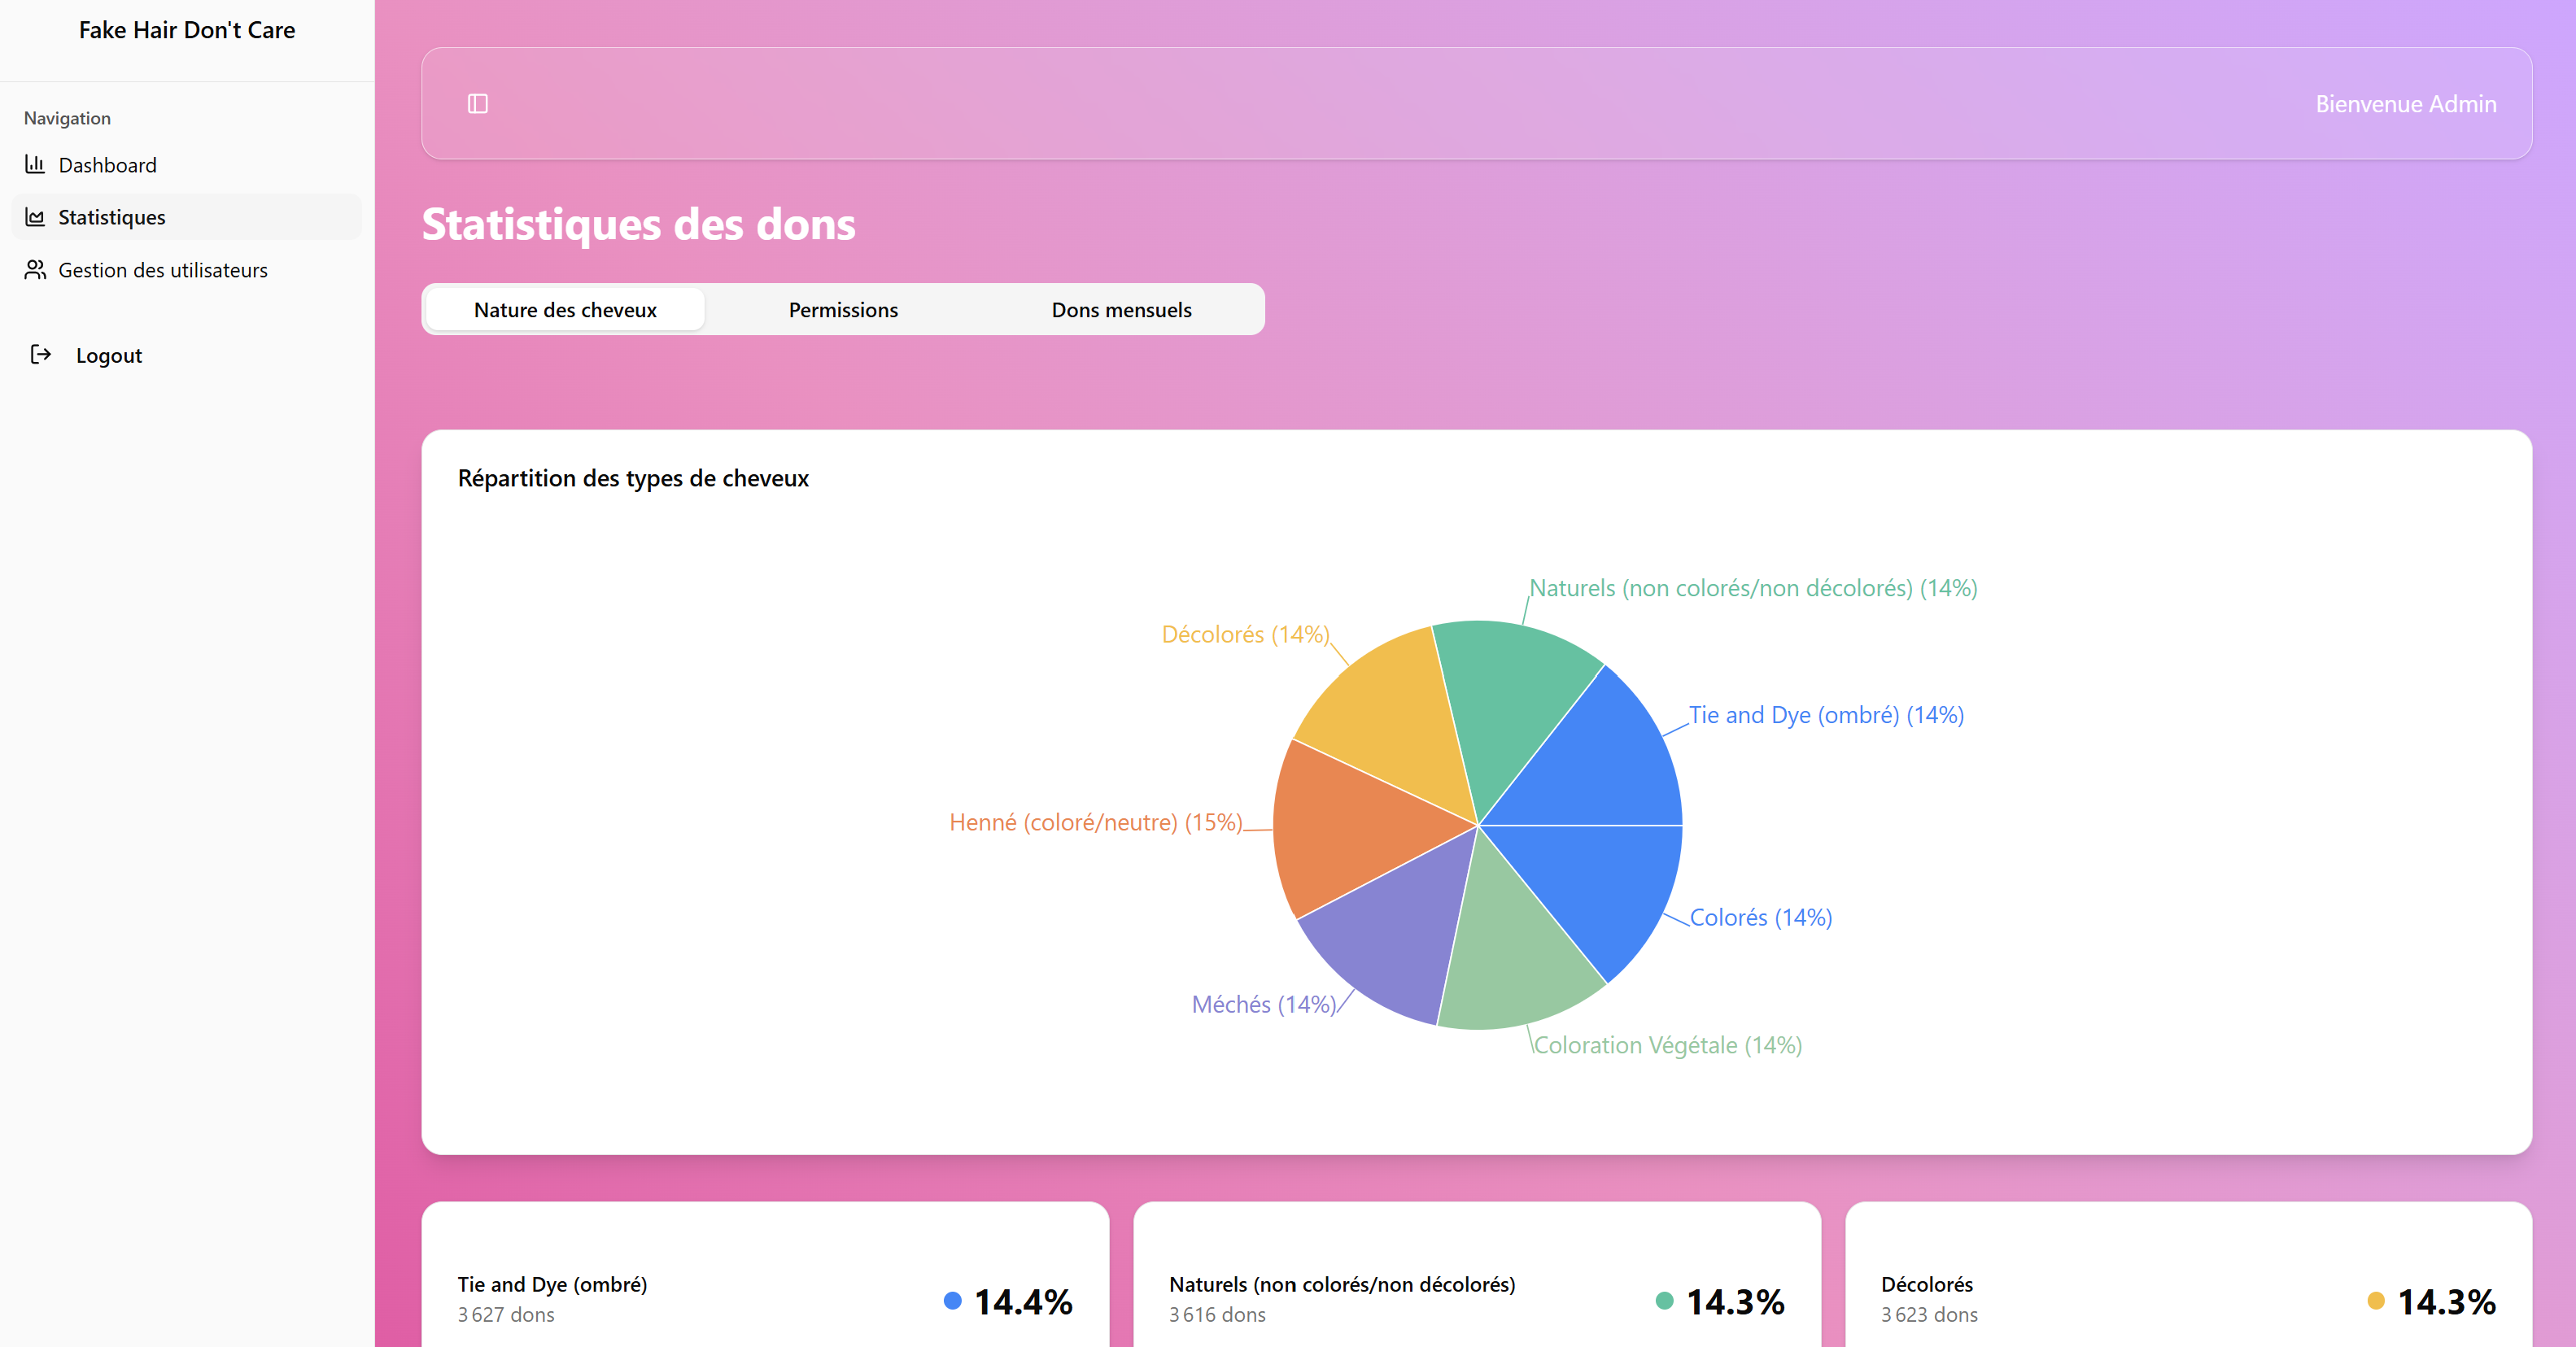 Fake Hair Don't Care
Navigation
Dashboard
Statistiques
Gestion des utilisateurs
Logout
Bienvenue Admin
Statistiques des dons
Nature des cheveux
Permissions
Dons mensuels
Répartition des types de cheveux
Naturels (non colorés/non décolorés) (14%)
Décolorés (14%)
Tie and Dye (ombré) (14%)
Henné (coloré/neutre) (15%)
Colorés (14%)
Méchés (14%)
Coloration Végétale (14%)
Tie and Dye (ombré)
3 627 dons
14.4%
Naturels (non colorés/non décolorés)
3 616 dons
14.3%
Décolorés
3 623 dons
14.3%